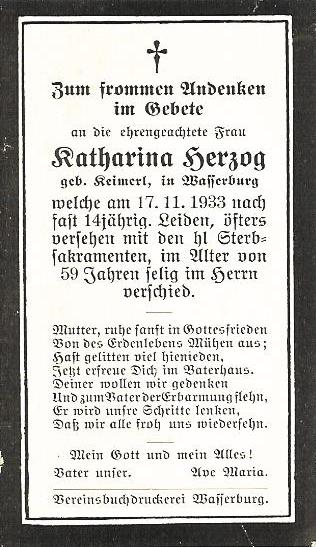 Zum frommen Andenken
im Gebete
an die ehrengeachtete Frau
Katharina Herzog
geb. Keimerl, in Wasserburg
welche am 17. 11. 1933 nach
fast 14jährig. Leiden, öfters
versehen mit den hl Sterb-
sakramenten, im Alter von
59 Jahren selig im Herrn
verschied.
Mutter, ruhe sanft in Gottesfrieden
Von des Erdenlebens Mühen aus;
Hast gelitten viel hienieden,
Jetzt erfreue Dich im Vaterhaus.
Deiner wollen wir gedenken
Und zum Vater der Erbarmung flehn,
Er wird unsre Schritte lenken,
Daß wir alle froh uns wiedersehn.
Mein Gott und mein Alles!
Vater unser. Ave Maria.
Vereinsbuchdruckerei Wasserburg.